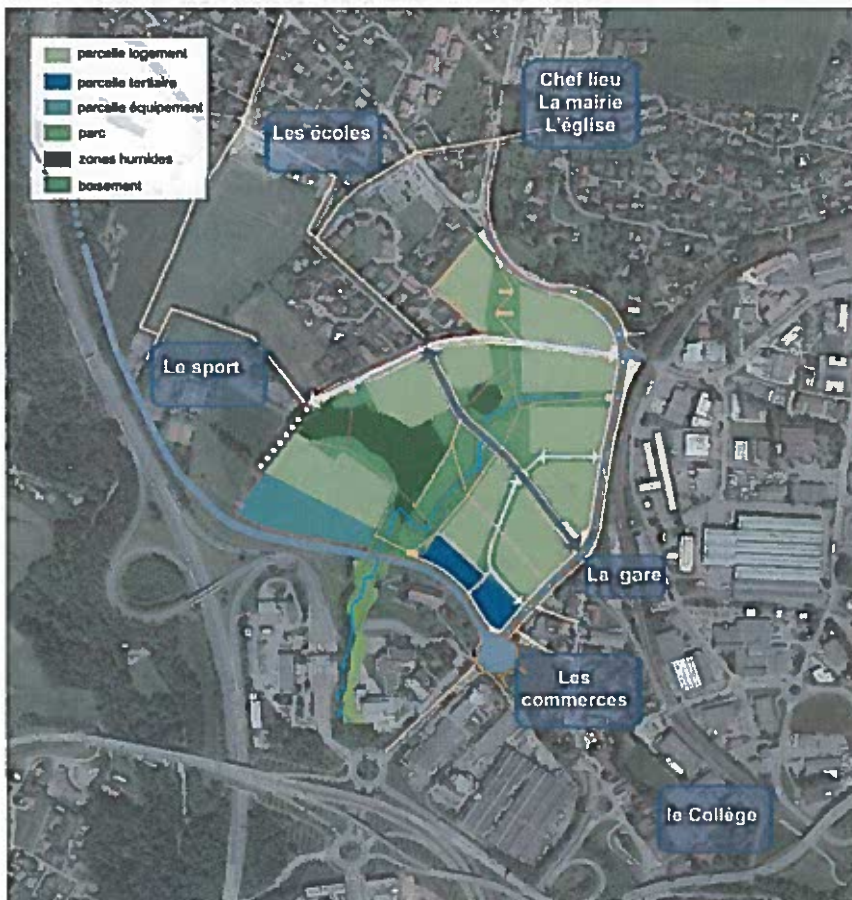 parcelle logement
parcelle tertiaire
parcelle équipement
parc
zones humides
boisement
Les écoles
Chef lieu
La mairie
L'église
Le sport
La gare
Les
commerces
le Collège